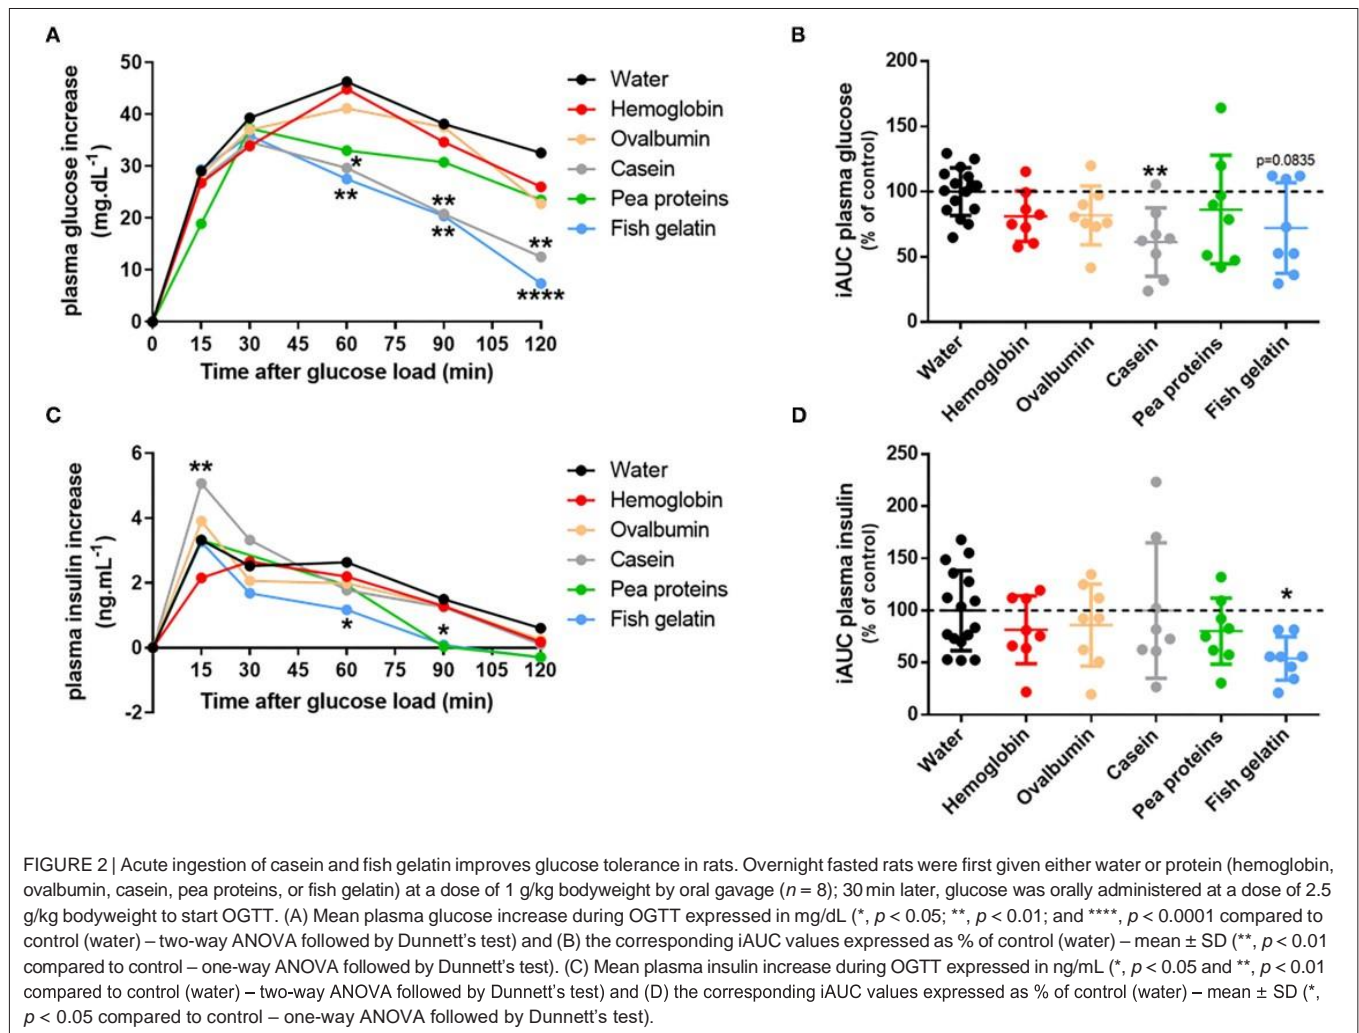 A
50
40
30
20
10
0
plasma glucose increase
(mg.dL-1)
0 15 30 45 60 75 90 105 120
Time after glucose load (min)
*
**
**
**
**
****
Water
Hemoglobin
Ovalbumin
Casein
Pea proteins
Fish gelatin
B
200
150
100
50
0
iAUC plasma glucose
(% of control)
**
p=0.0835
Water
Hemoglobin
Ovalbumin
Casein
Pea proteins
Fish gelatin
C
6
4
2
0
-2
plasma insulin increase
(ng.mL-1)
**
*
*
15 30 45 60 75 90 105 120
Time after glucose load (min)
Water
Hemoglobin
Ovalbumin
Casein
Pea proteins
Fish gelatin
D
250
200
150
100
50
0
iAUC plasma insulin
(% of control)
*
Water
Hemoglobin
Ovalbumin
Casein
Pea proteins
Fish gelatin
FIGURE 2 | Acute ingestion of casein and fish gelatin improves glucose tolerance in rats. Overnight fasted rats were first given either water or protein (hemoglobin,
ovalbumin, casein, pea proteins, or fish gelatin) at a dose of 1 g/kg bodyweight by oral gavage (n = 8); 30 min later, glucose was orally administered at a dose of 2.5
g/kg bodyweight to start OGTT. (A) Mean plasma glucose increase during OGTT expressed in mg/dL (*, p < 0.05; **, p < 0.01; and ****, p < 0.0001 compared to
control (water) – two-way ANOVA followed by Dunnett's test) and (B) the corresponding iAUC values expressed as % of control (water) – mean ± SD (**, p < 0.01
compared to control – one-way ANOVA followed by Dunnett's test). (C) Mean plasma insulin increase during OGTT expressed in ng/mL (*, p < 0.05 and **, p < 0.01
compared to control (water) – two-way ANOVA followed by Dunnett's test) and (D) the corresponding iAUC values expressed as % of control (water) – mean ± SD (*,
p < 0.05 compared to control – one-way ANOVA followed by Dunnett's test).